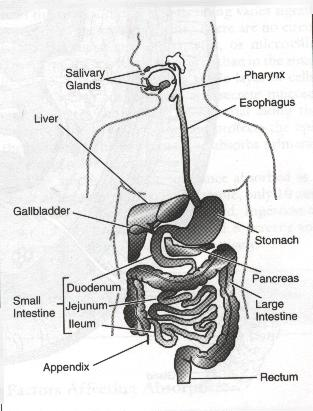 Salivary
Glands
Pharynx
Esophagus
Liver
Gallbladder
Stomach
Duodenum
Pancreas
Small
Intestine
Jejunum
Large
Intestine
Ileum
Appendix
Rectum